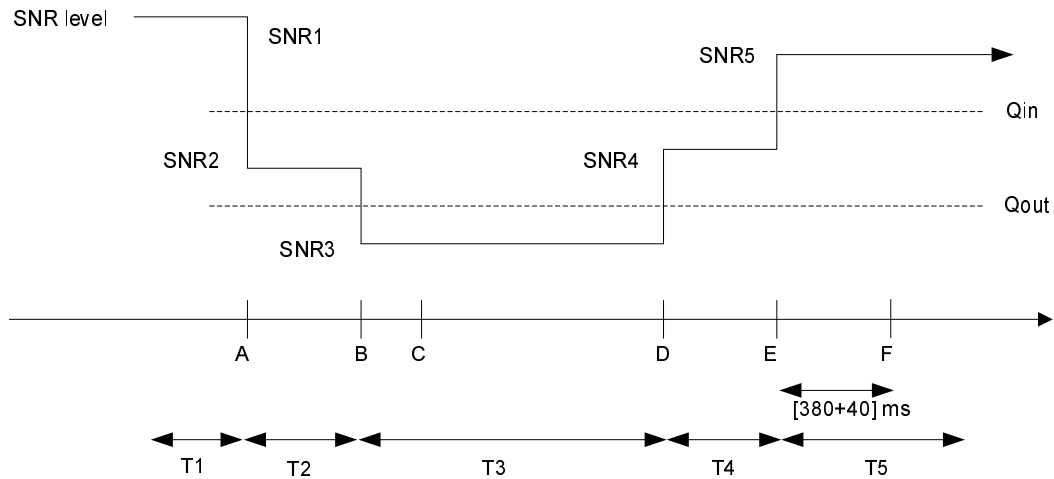 SNR level
SNR1
SNR5
Qin
SNR2
SNR4
Qout
SNR3
A
B
C
D
E
F
[380+40] ms
T1
T2
T3
T4
T5